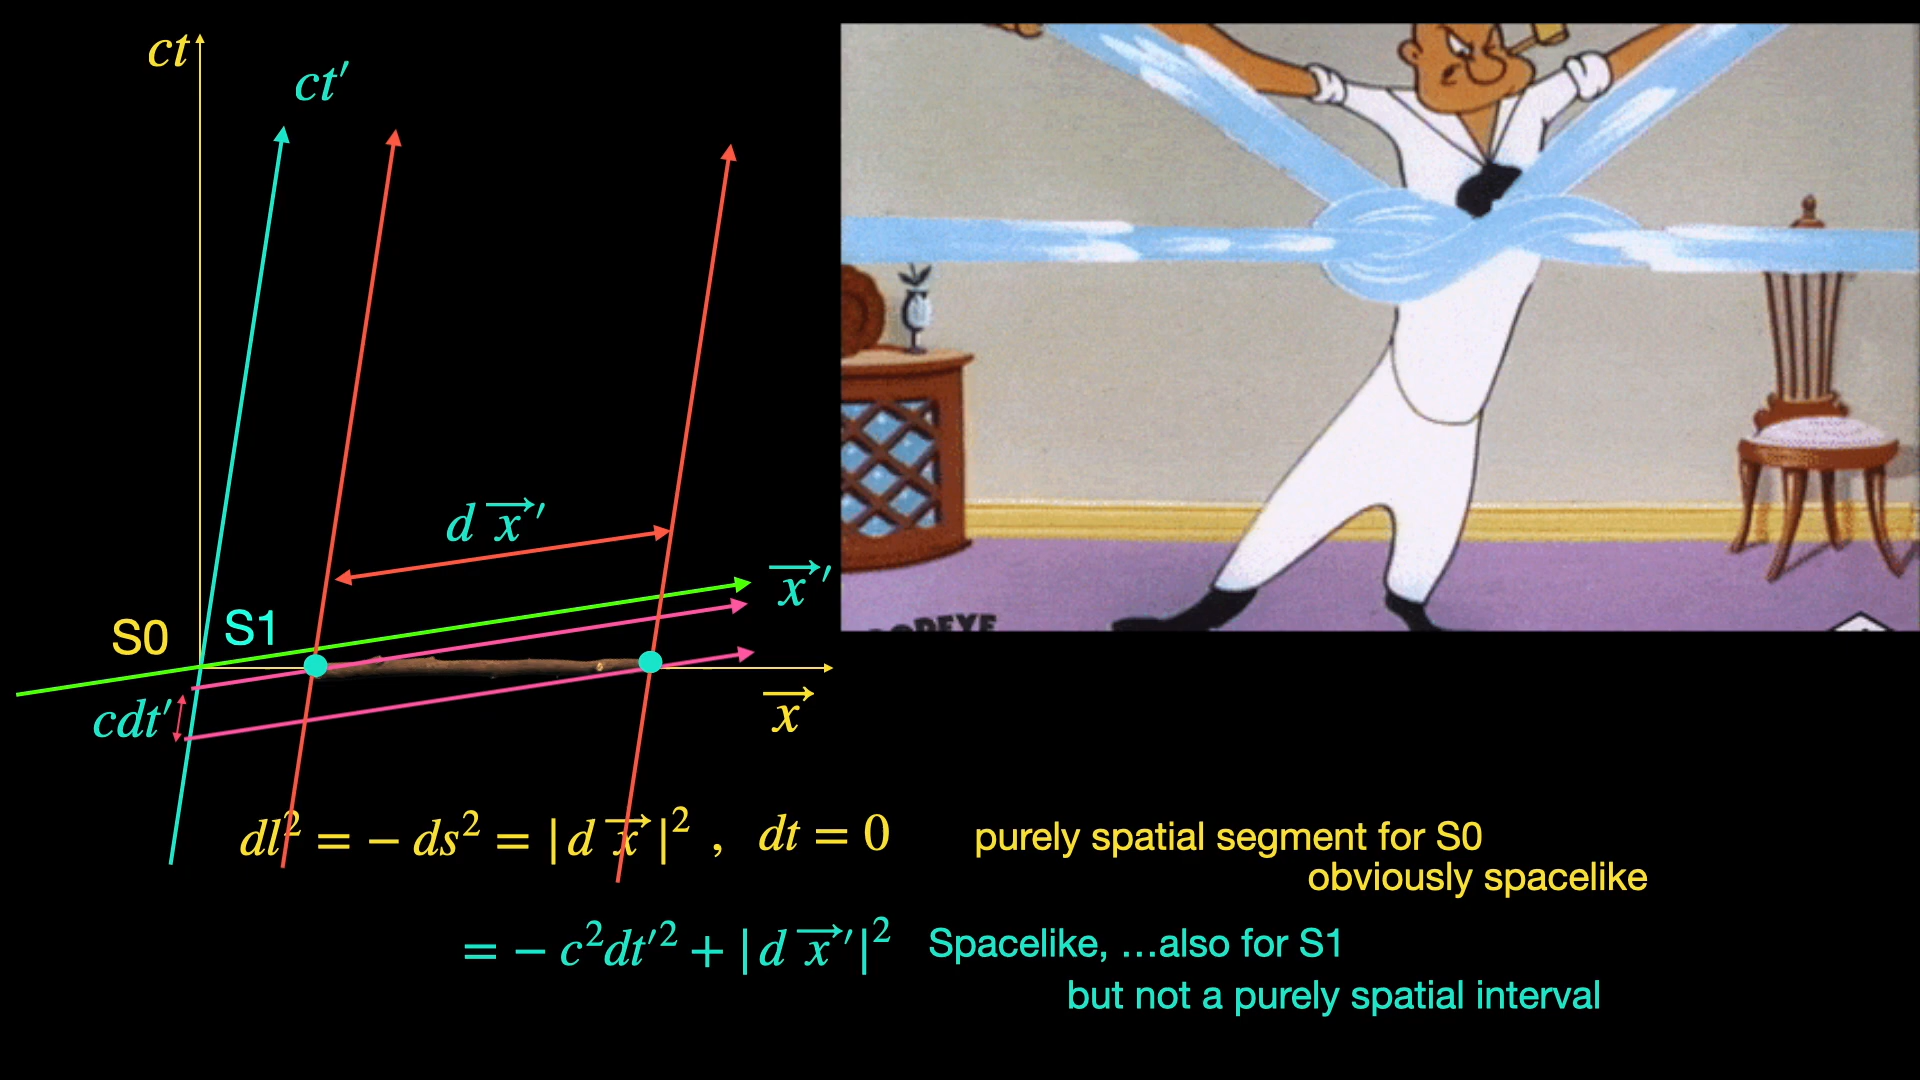 ct
ct′
d x⃗′
x⃗′
S0
S1
cdt′
x⃗
POPEYE
dl² = − ds² = |d x⃗|² , dt = 0
purely spatial segment for S0
obviously spacelike
= − c²dt′² + |d x⃗′|²
Spacelike, …also for S1
but not a purely spatial interval